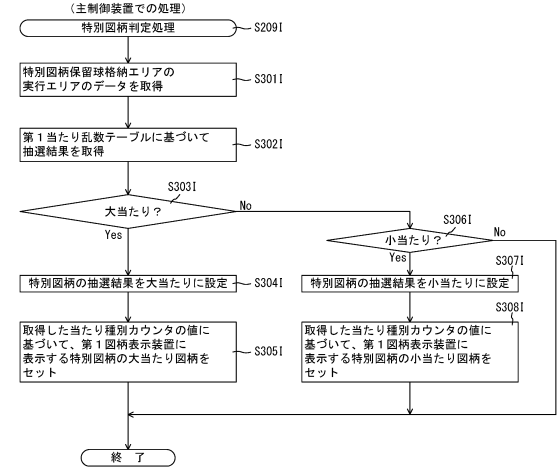 （主制御装置での処理）
特別図柄判定処理
S209I
特別図柄保留球格納エリアの
実行エリアのデータを取得
S301I
第１当たり乱数テーブルに基づいて
抽選結果を取得
S302I
大当たり？
S303I
No
Yes
小当たり？
S306I
No
Yes
特別図柄の抽選結果を大当たりに設定
S304I
特別図柄の抽選結果を小当たりに設定
S307I
取得した当たり種別カウンタの値に
基づいて、第１図柄表示装置に
表示する特別図柄の大当たり図柄を
セット
S305I
取得した当たり種別カウンタの値に
基づいて、第１図柄表示装置に
表示する特別図柄の小当たり図柄を
セット
S308I
終 了